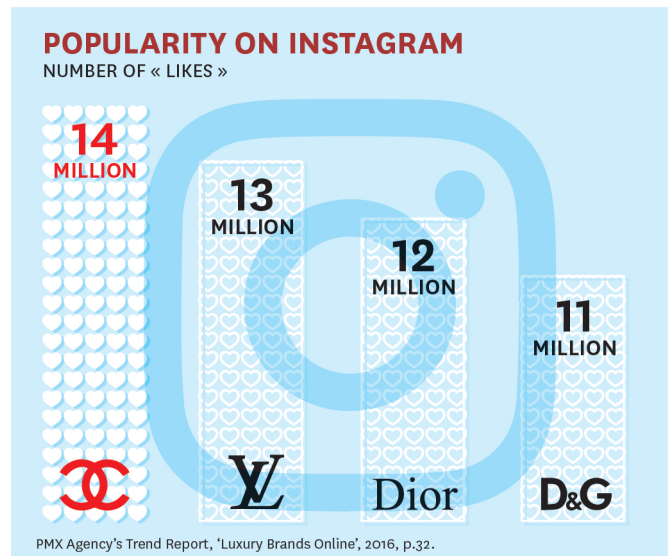 POPULARITY ON INSTAGRAM
NUMBER OF « LIKES »
14
MILLION
13
MILLION
12
MILLION
11
MILLION
LV
Dior
D&G
PMX Agency’s Trend Report, ‘Luxury Brands Online’, 2016, p.32.